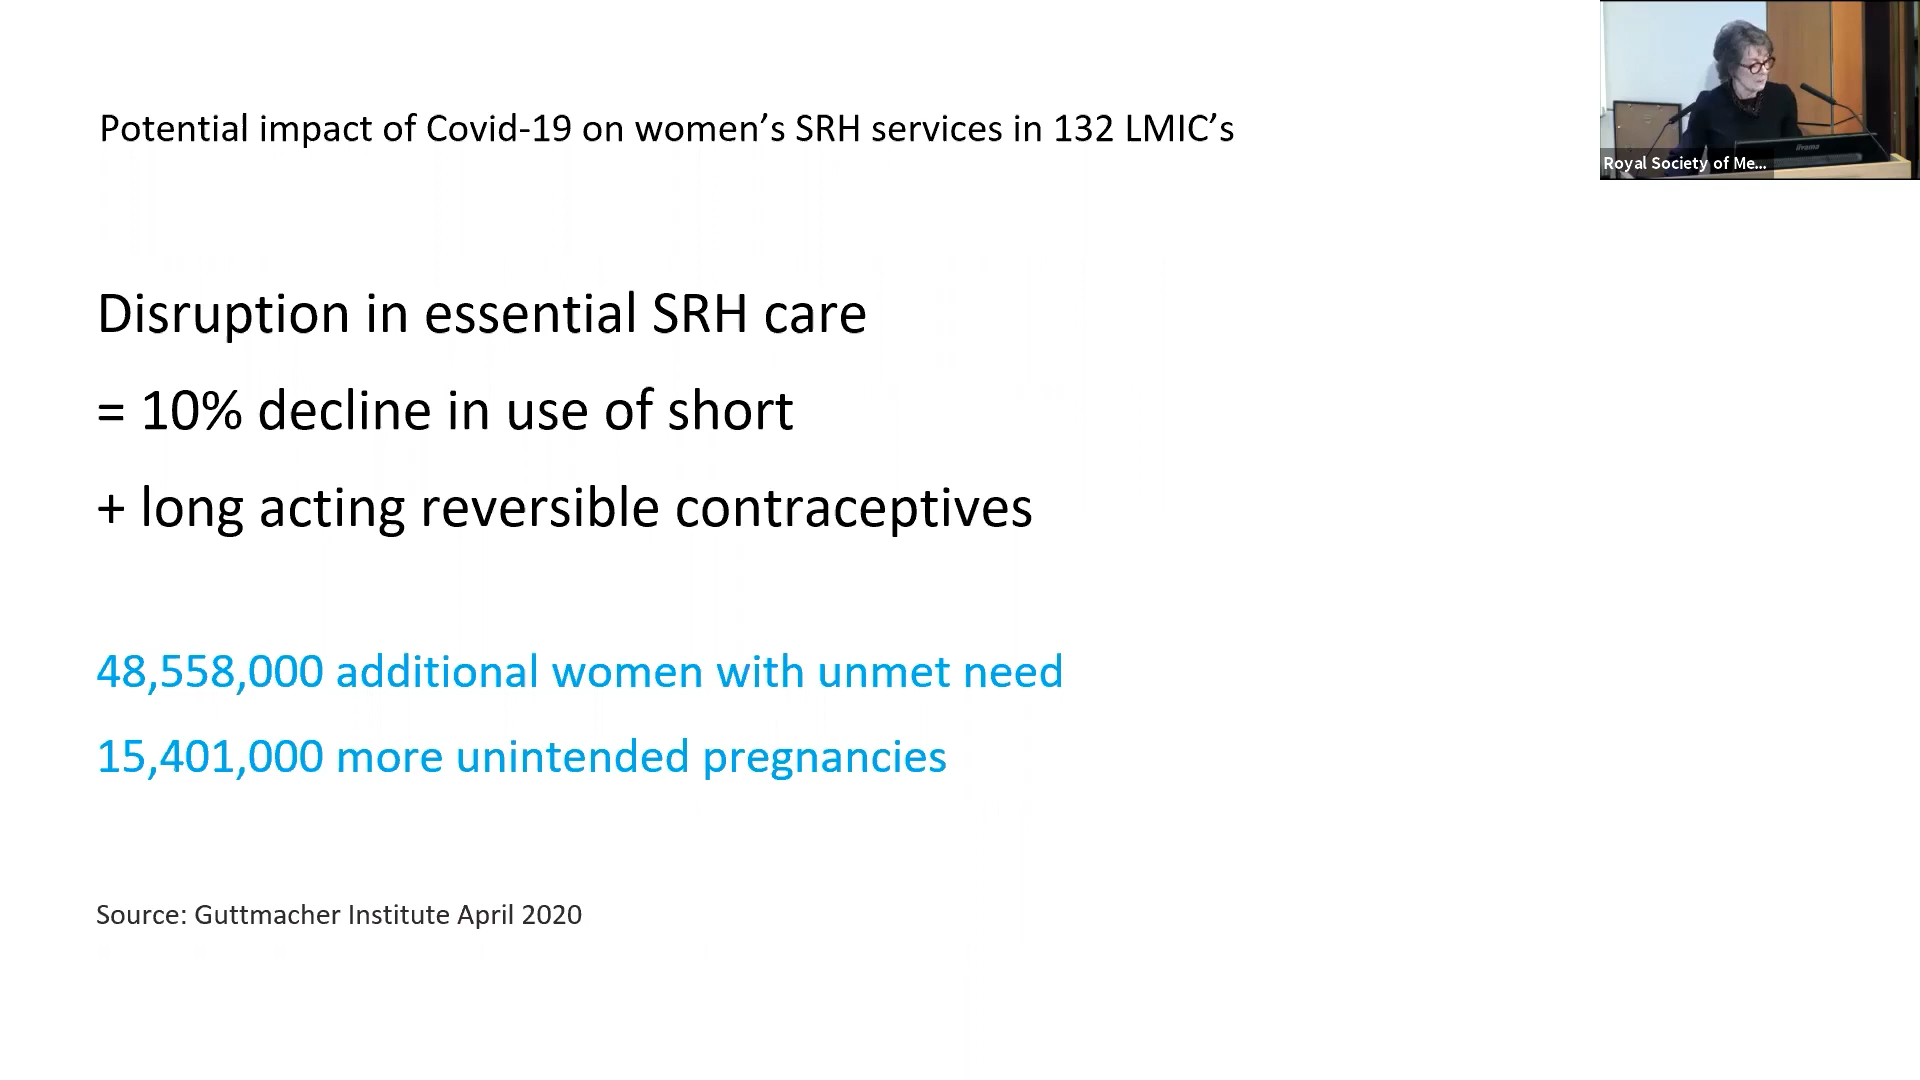 Potential impact of Covid-19 on women’s SRH services in 132 LMIC’s
Royal Society of Me...
Disruption in essential SRH care
= 10% decline in use of short
+ long acting reversible contraceptives
48,558,000 additional women with unmet need
15,401,000 more unintended pregnancies
Source: Guttmacher Institute April 2020
iiyama